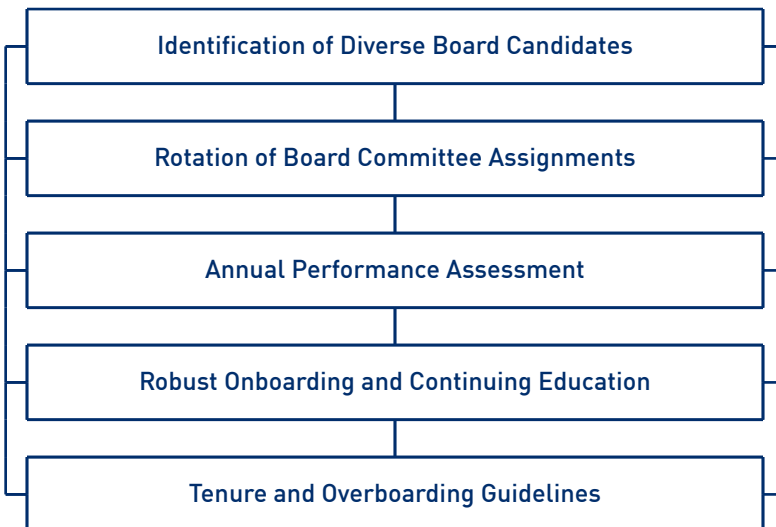 Identification of Diverse Board Candidates
Rotation of Board Committee Assignments
Annual Performance Assessment
Robust Onboarding and Continuing Education
Tenure and Overboarding Guidelines